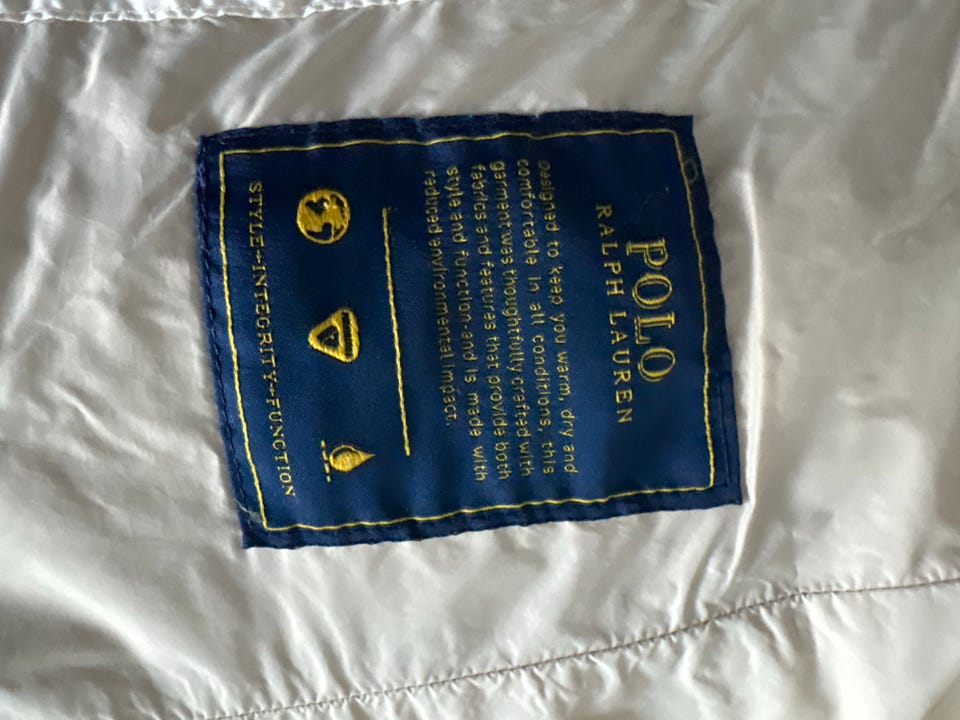 POLO
RALPH LAUREN
Designed to keep you warm, dry and
comfortable in all conditions, this
garment was thoughtfully crafted with
fabrics and features that provide both
style and function-and is made with
reduced environmental impact.
STYLE-INTEGRITY-FUNCTION